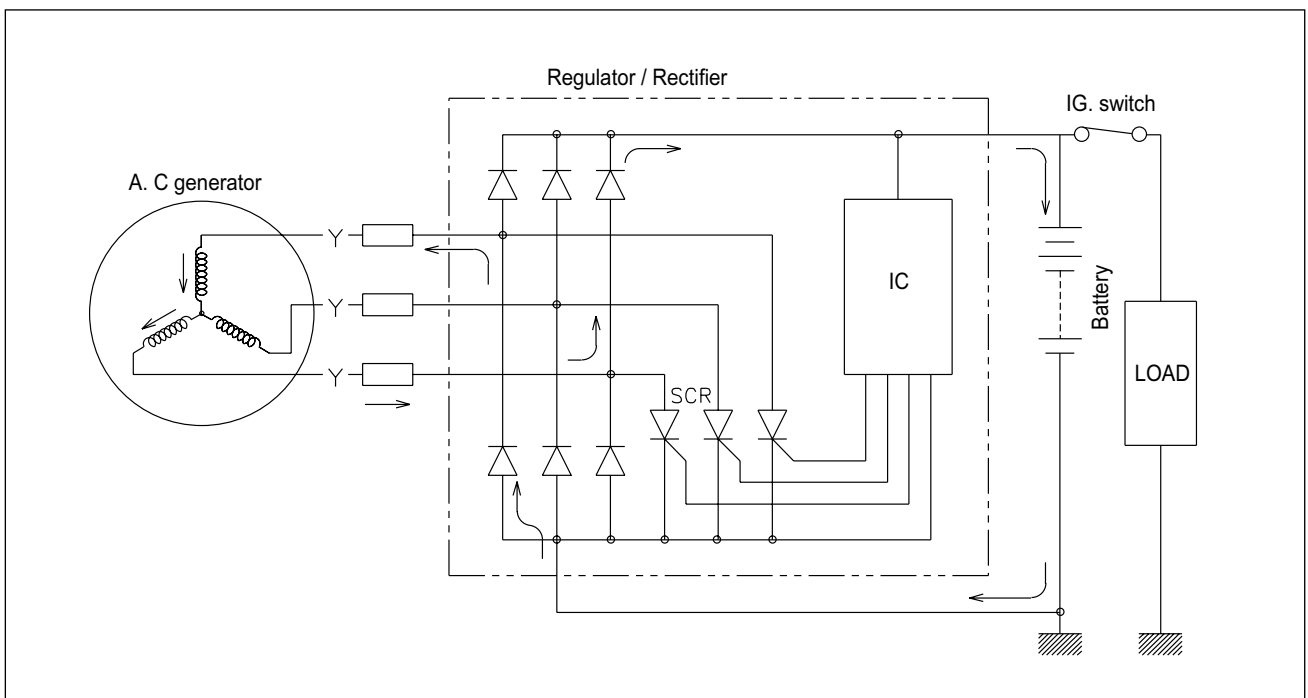 Regulator / Rectifier
IG. switch
A. C generator
Y
Y
IC
Battery
Y
LOAD
SCR